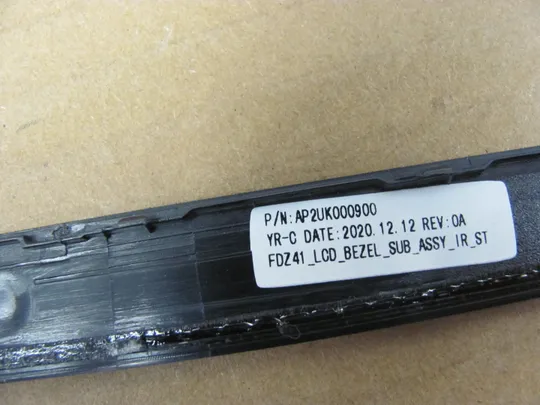 P/N:AP2UK000900
YR-C DATE:2020.12.12 REV:0A
FDZ41_LCD_BEZEL_SUB_ASSY_IR_ST